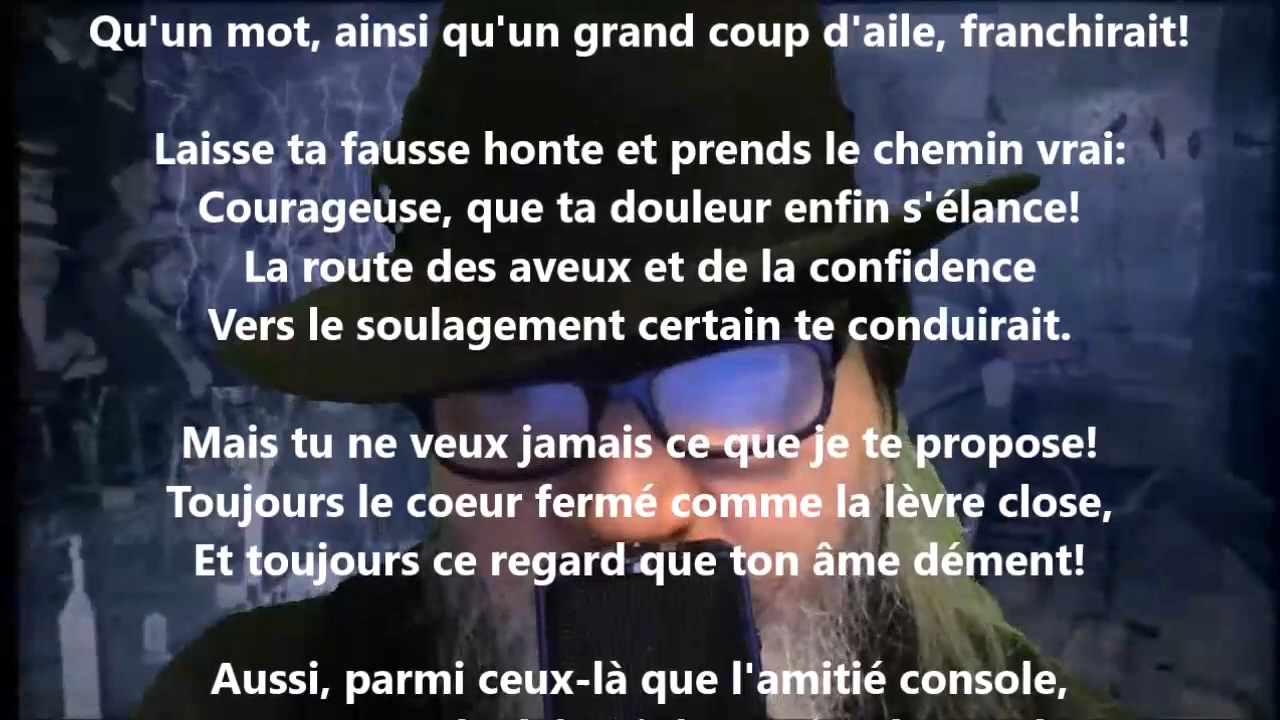 Qu'un mot, ainsi qu'un grand coup d'aile, franchirait!
Laisse ta fausse honte et prends le chemin vrai:
Courageuse, que ta douleur enfin s'élance!
La route des aveux et de la confidence
Vers le soulagement certain te conduirait.
Mais tu ne veux jamais ce que je te propose!
Toujours le coeur fermé comme la lèvre close,
Et toujours ce regard que ton âme dément!
Aussi, parmi ceux-là que l'amitié console,